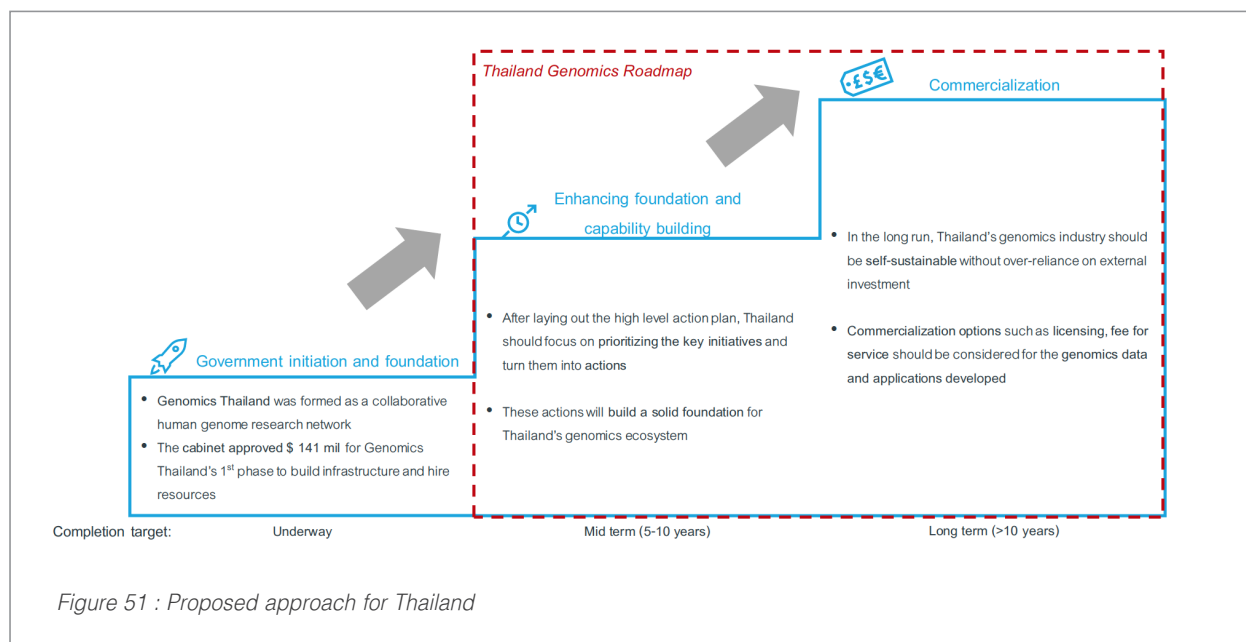 Thailand Genomics Roadmap
£$€
Commercialization
• In the long run, Thailand's genomics industry should
be self-sustainable without over-reliance on external
investment
• Commercialization options such as licensing, fee for
service should be considered for the genomics data
and applications developed
Enhancing foundation and
capability building
• After laying out the high level action plan, Thailand
should focus on prioritizing the key initiatives and
turn them into actions
• These actions will build a solid foundation for
Thailand's genomics ecosystem
Government initiation and foundation
• Genomics Thailand was formed as a collaborative
human genome research network
• The cabinet approved $ 141 mil for Genomics
Thailand's 1st phase to build infrastructure and hire
resources
Completion target:
Underway
Mid term (5-10 years)
Long term (>10 years)
Figure 51 : Proposed approach for Thailand